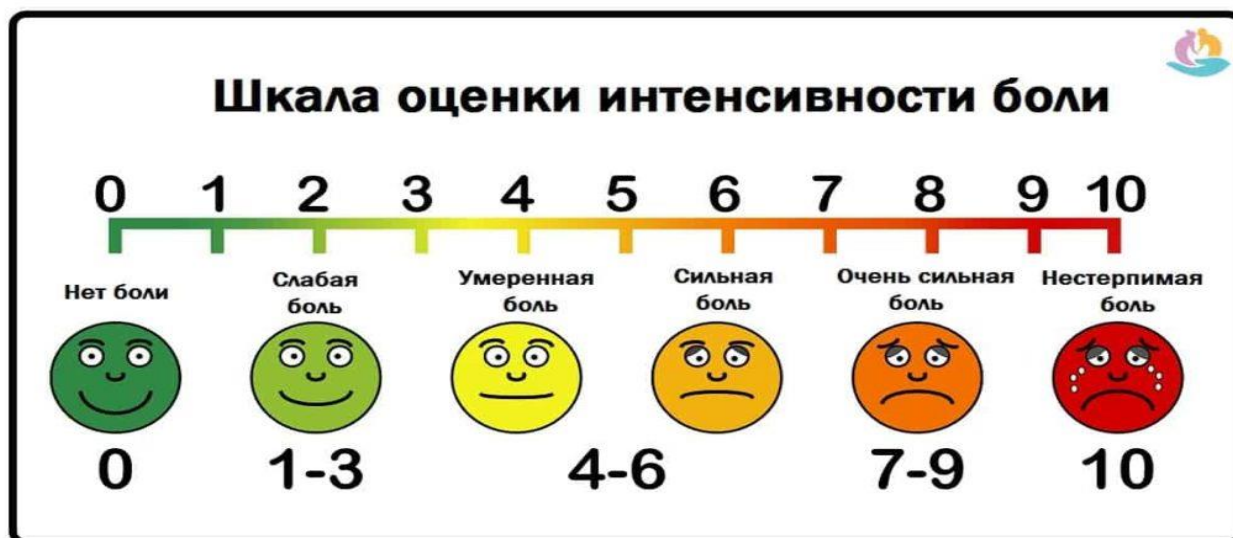 Шкала оценки интенсивности боли
0 1 2 3 4 5 6 7 8 9 10
Нет боли
Слабая
боль
Умеренная
боль
Сильная
боль
Очень сильная
боль
Нестерпимая
боль
0 1-3 4-6 7-9 10